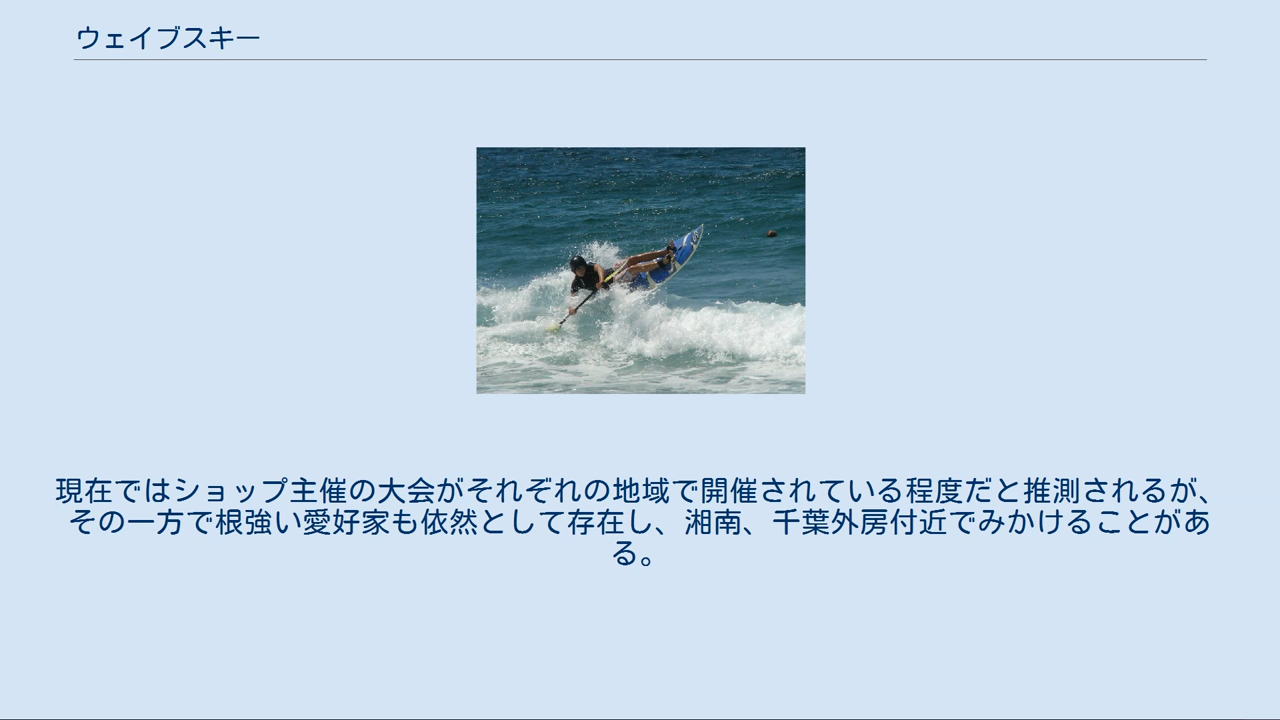 ウェイブスキー
現在ではショップ主催の大会がそれぞれの地域で開催されている程度だと推測されるが、
その一方で根強い愛好家も依然として存在し、湘南、千葉外房付近でみかけることがあ
る。